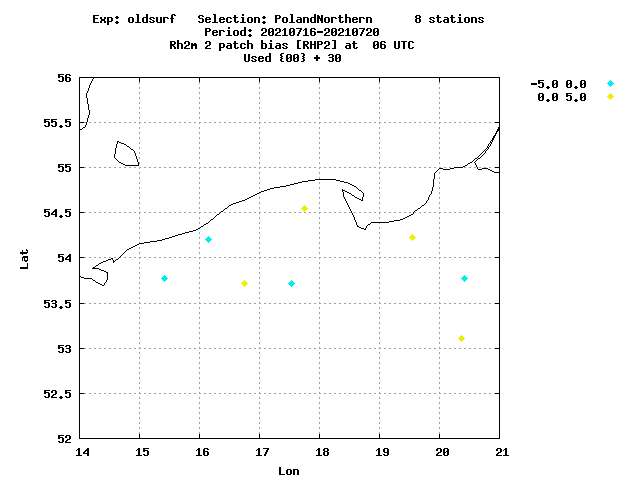 Exp: oldsurf Selection: PolandNorthern 8 stations
Period: 20210716-20210720
Rh2m 2 patch bias [RHP2] at 06 UTC
Used {00} + 30
-5.0 0.0
0.0 5.0
56
55.5
55
54.5
54
53.5
53
52.5
52
Lat
14 15 16 17 18 19 20 21
Lon